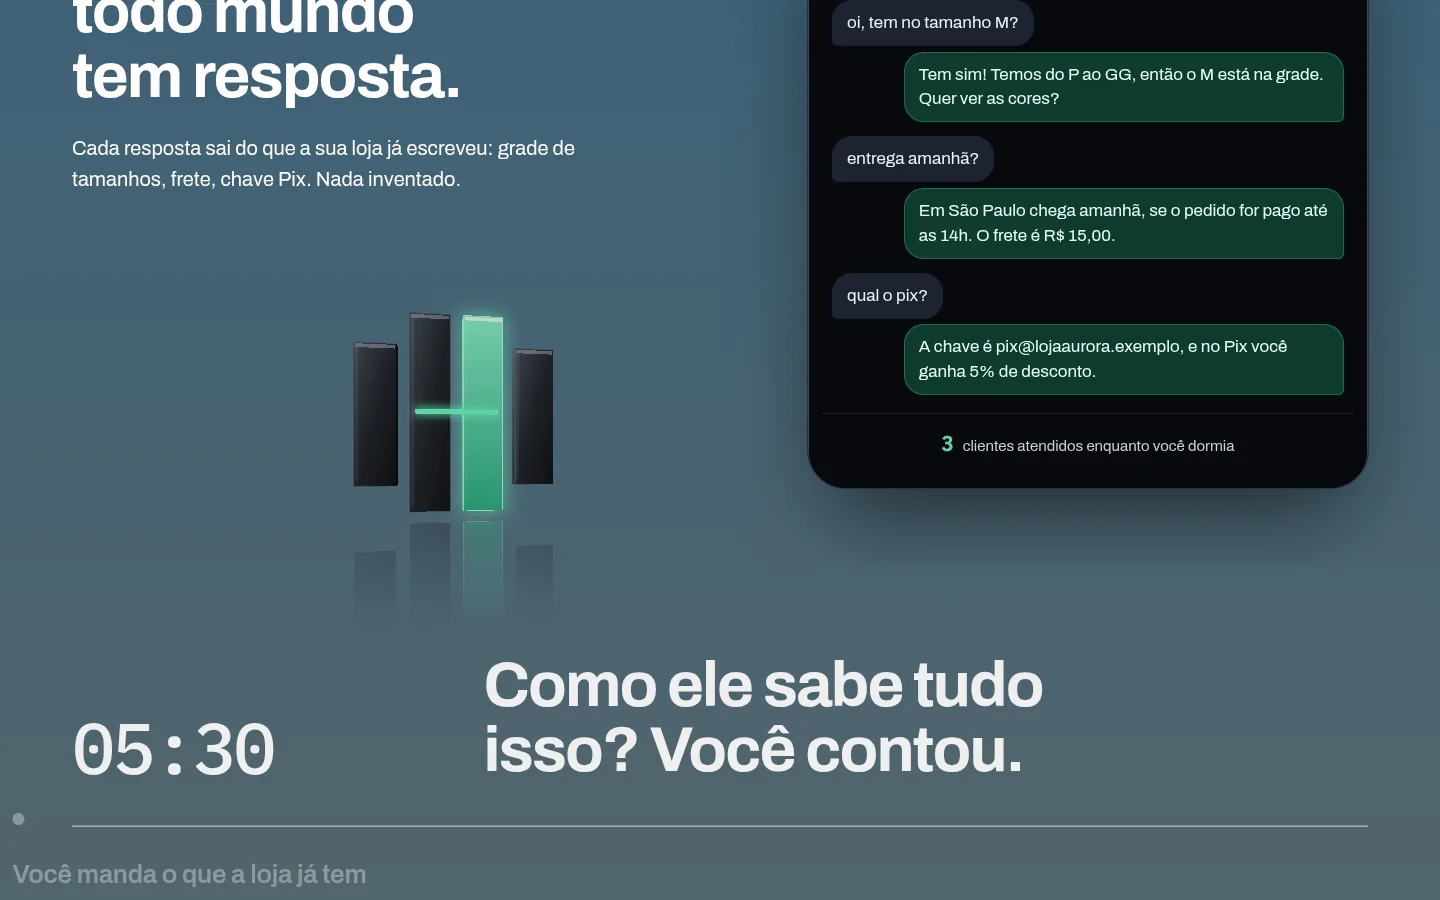 todo mundo
tem resposta.
Cada resposta sai do que a sua loja já escreveu: grade de
tamanhos, frete, chave Pix. Nada inventado.
oi, tem no tamanho M?
Tem sim! Temos do P ao GG, então o M está na grade.
Quer ver as cores?
entrega amanhã?
Em São Paulo chega amanhã, se o pedido for pago até
as 14h. O frete é R$ 15,00.
qual o pix?
A chave é pix@lojaaurora.exemplo, e no Pix você
ganha 5% de desconto.
3 clientes atendidos enquanto você dormia
05:30
Como ele sabe tudo
isso? Você contou.
Você manda o que a loja já tem